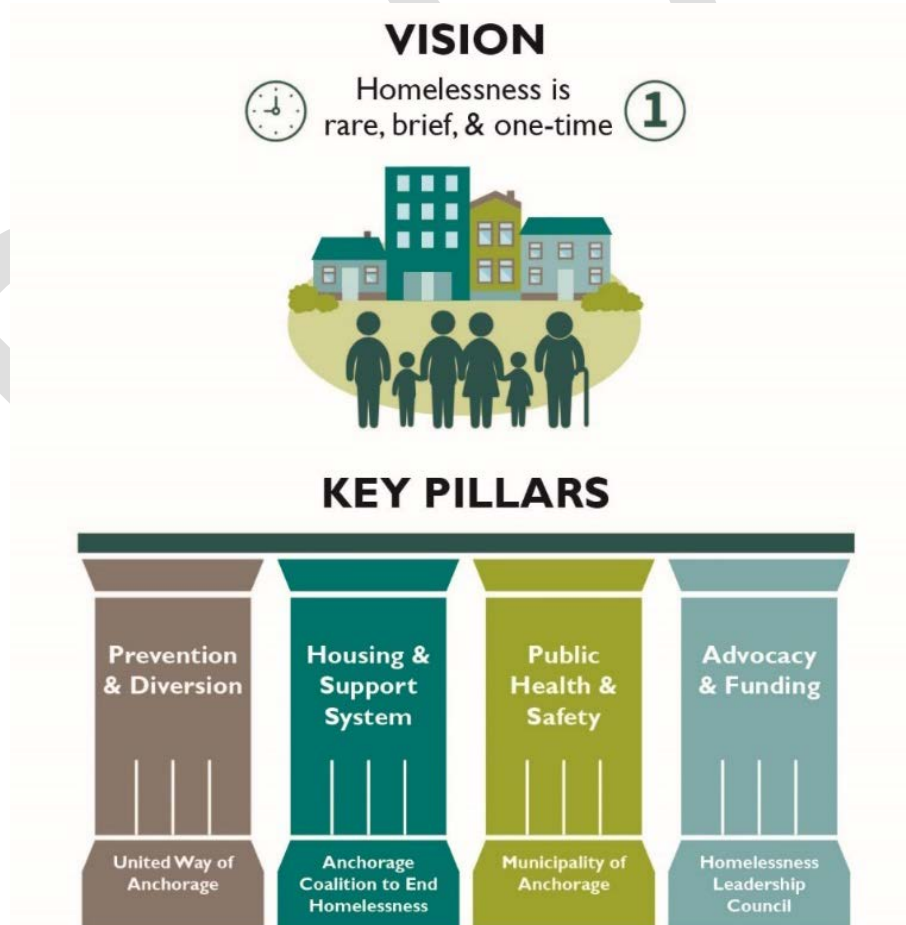 VISION
Homelessness is
rare, brief, & one-time
1
KEY PILLARS
Prevention
& Diversion
Housing &
Support
System
Public
Health &
Safety
Advocacy
& Funding
United Way of
Anchorage
Anchorage
Coalition to End
Homelessness
Municipality of
Anchorage
Homelessness
Leadership
Council